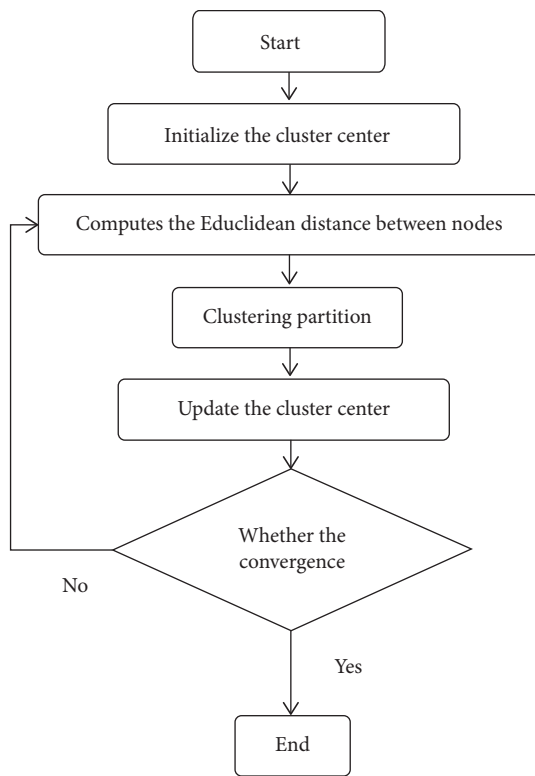 Start
Initialize the cluster center
Computes the Educlidean distance between nodes
Clustering partition
Update the cluster center
Whether the
convergence
No
Yes
End